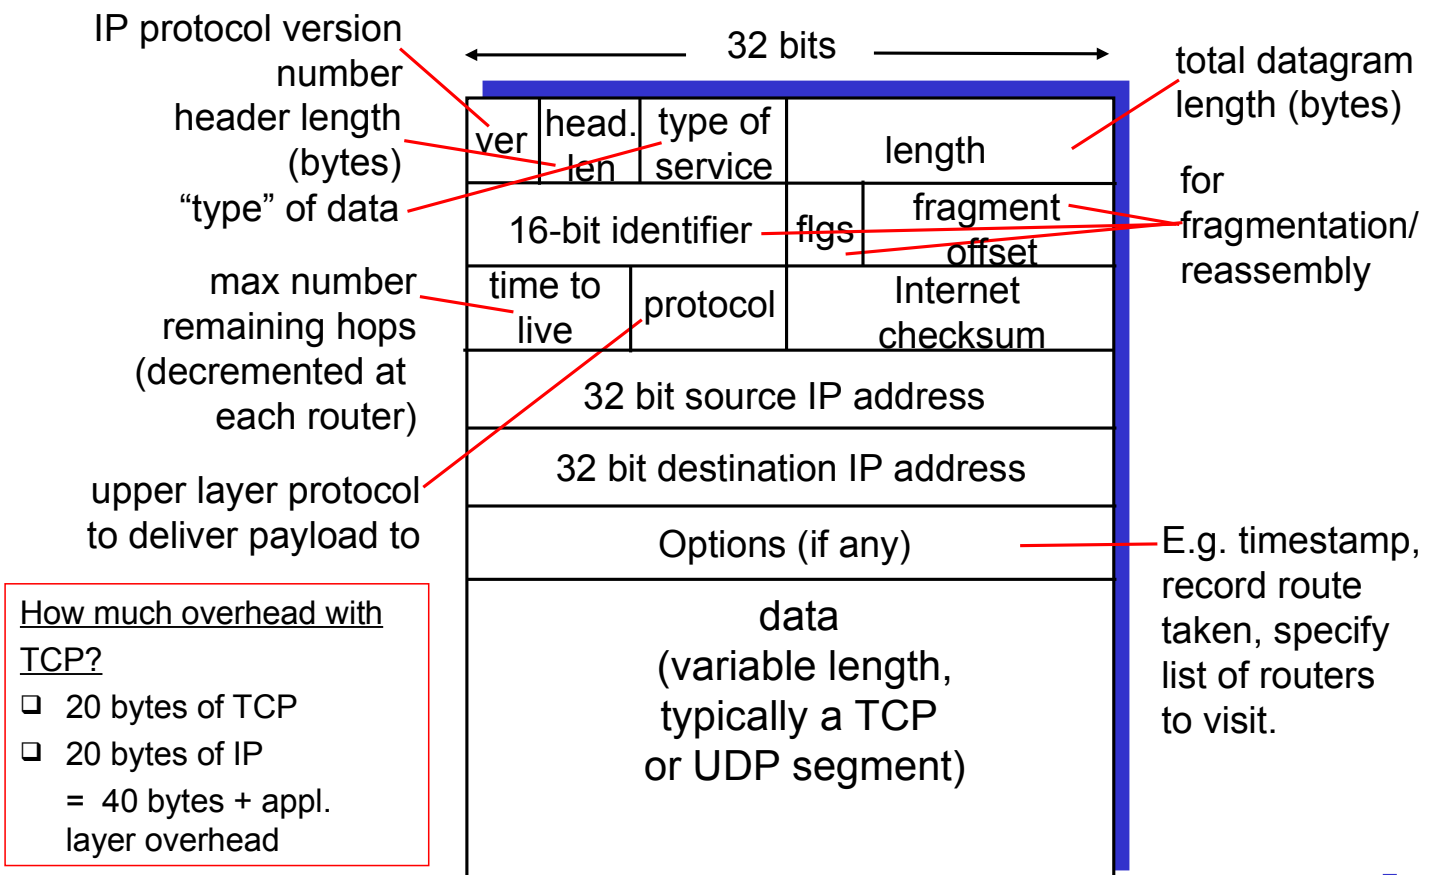 IP protocol version
number
header length
(bytes)
“type” of data
max number
remaining hops
(decremented at
each router)
upper layer protocol
to deliver payload to
How much overhead with
TCP?
❑ 20 bytes of TCP
❑ 20 bytes of IP
= 40 bytes + appl.
layer overhead
32 bits
ver
head.
len
type of
service
length
16-bit identifier
flgs
fragment
offset
time to
live
protocol
Internet
checksum
32 bit source IP address
32 bit destination IP address
Options (if any)
data
(variable length,
typically a TCP
or UDP segment)
total datagram
length (bytes)
for
fragmentation/
reassembly
E.g. timestamp,
record route
taken, specify
list of routers
to visit.